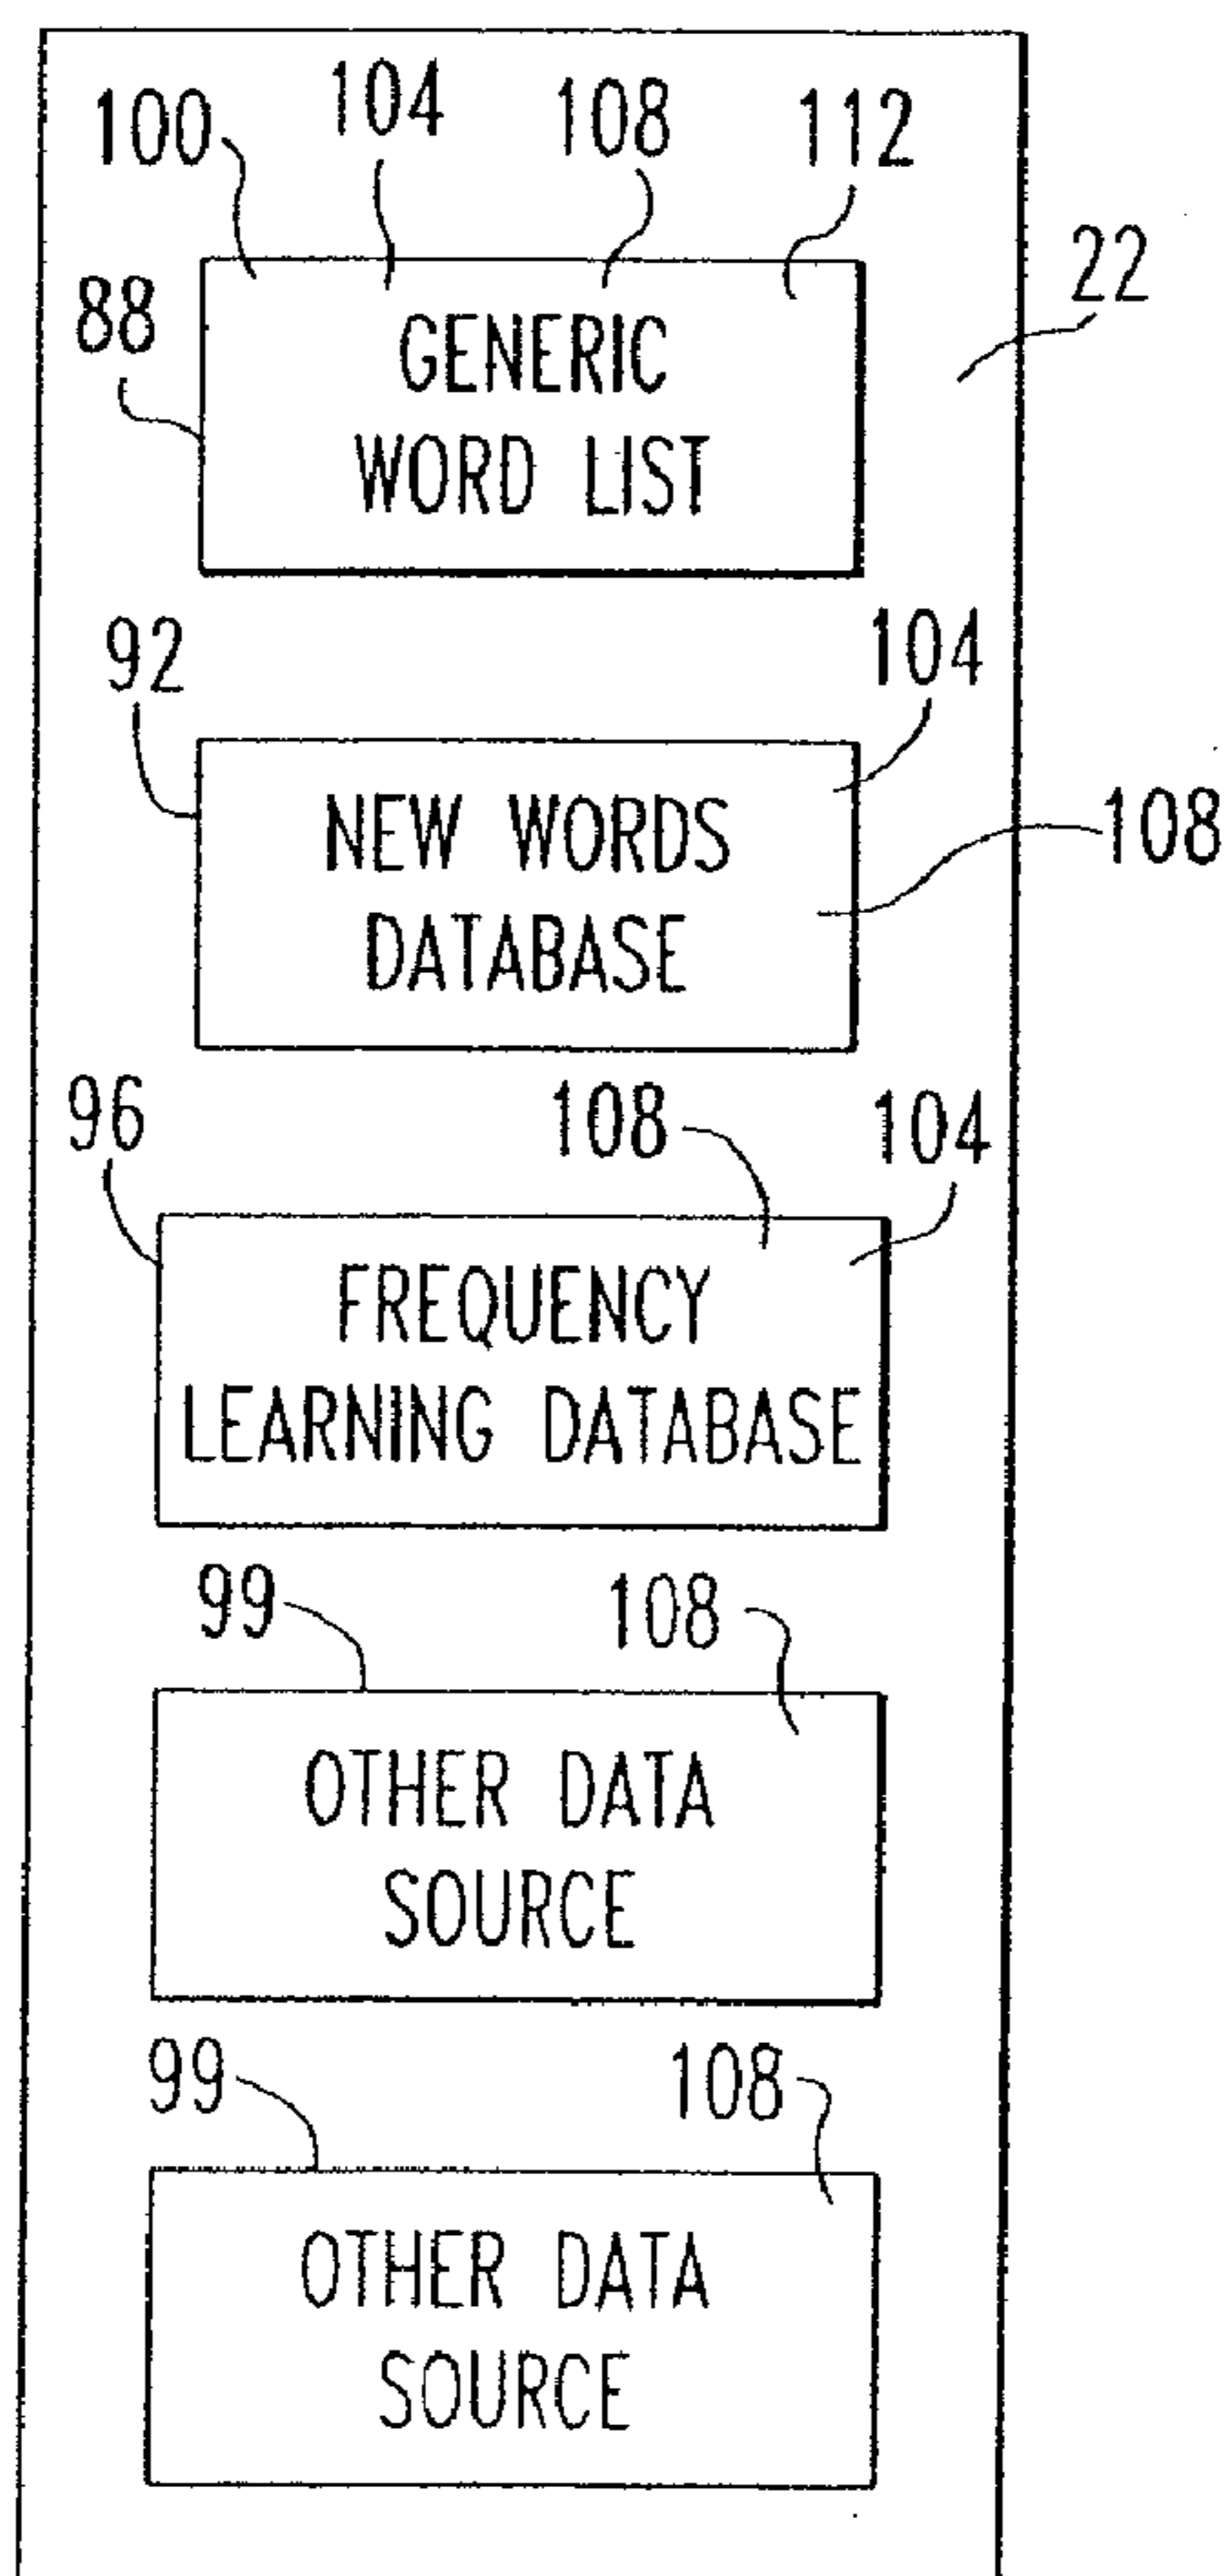 100 104 108 112
22
88
GENERIC
WORD LIST
92 104
NEW WORDS
108
DATABASE
96 108 104
FREQUENCY
LEARNING DATABASE
99 108
OTHER DATA
SOURCE
99 108
OTHER DATA
SOURCE